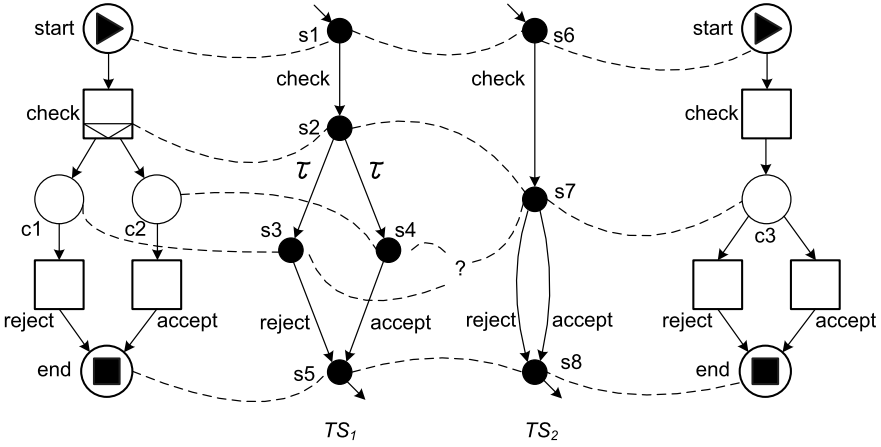 start
s1
s6
start
check
check
check
check
s2
τ
τ
s7
c1
c2
s3
s4
c3
?
reject
accept
reject
accept
reject
accept
reject
accept
end
s5
s8
end
TS1
TS2